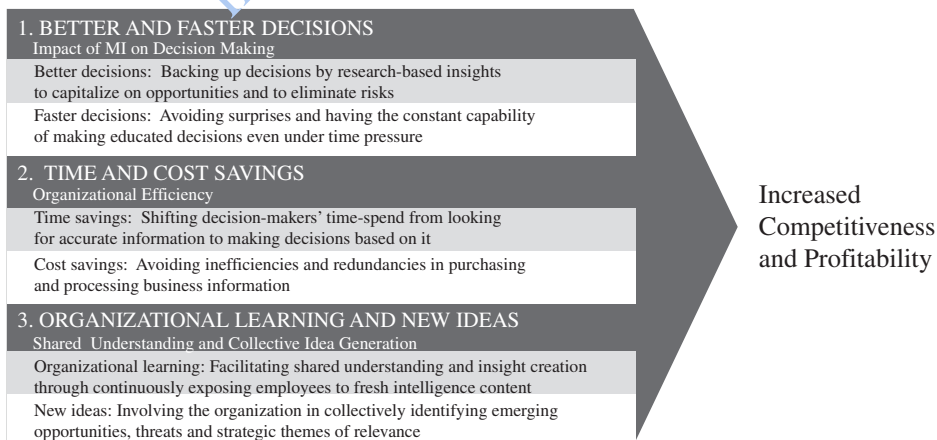 1. BETTER AND FASTER DECISIONS
Impact of MI on Decision Making
Better decisions: Backing up decisions by research-based insights
to capitalize on opportunities and to eliminate risks
Faster decisions: Avoiding surprises and having the constant capability
of making educated decisions even under time pressure
2. TIME AND COST SAVINGS
Organizational Efficiency
Time savings: Shifting decision-makers’ time-spend from looking
for accurate information to making decisions based on it
Cost savings: Avoiding inefficiencies and redundancies in purchasing
and processing business information
3. ORGANIZATIONAL LEARNING AND NEW IDEAS
Shared Understanding and Collective Idea Generation
Organizational learning: Facilitating shared understanding and insight creation
through continuously exposing employees to fresh intelligence content
New ideas: Involving the organization in collectively identifying emerging
opportunities, threats and strategic themes of relevance
Increased
Competitiveness
and Profitability